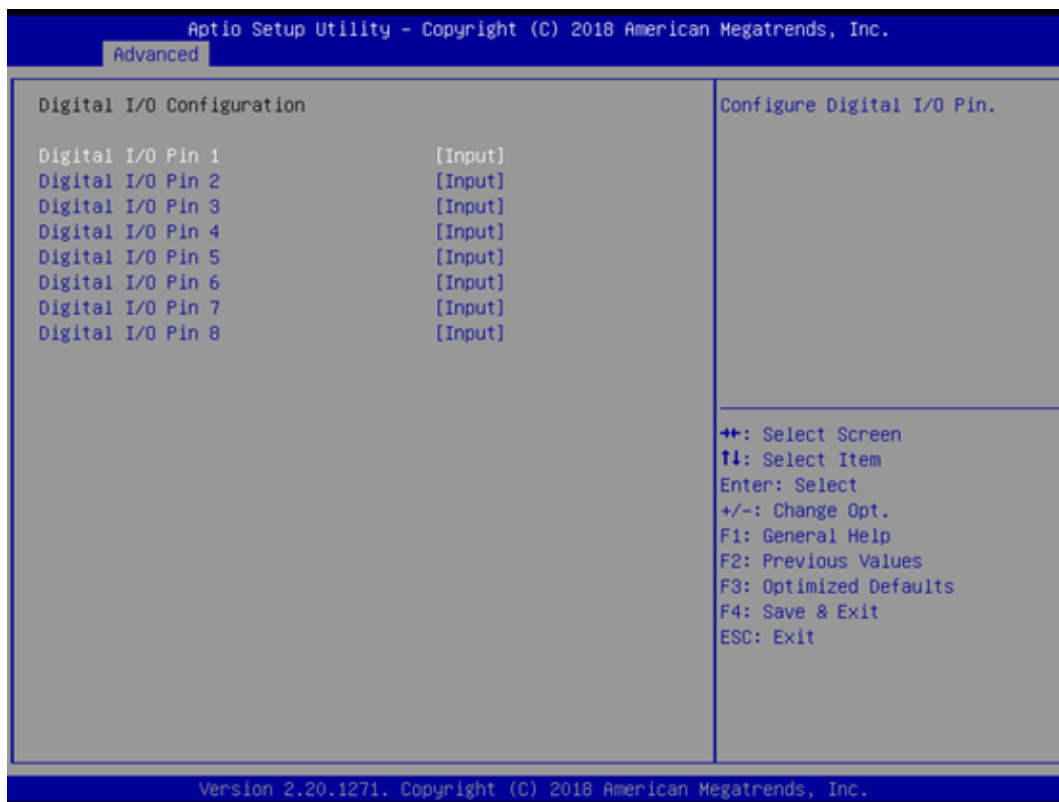 Aptio Setup Utility – Copyright (C) 2018 American Megatrends, Inc.
Advanced
Digital I/O Configuration
Digital I/O Pin 1 [Input]
Digital I/O Pin 2 [Input]
Digital I/O Pin 3 [Input]
Digital I/O Pin 4 [Input]
Digital I/O Pin 5 [Input]
Digital I/O Pin 6 [Input]
Digital I/O Pin 7 [Input]
Digital I/O Pin 8 [Input]
Configure Digital I/O Pin.
→←: Select Screen
↑↓: Select Item
Enter: Select
+/-: Change Opt.
F1: General Help
F2: Previous Values
F3: Optimized Defaults
F4: Save & Exit
ESC: Exit
Version 2.20.1271. Copyright (C) 2018 American Megatrends, Inc.